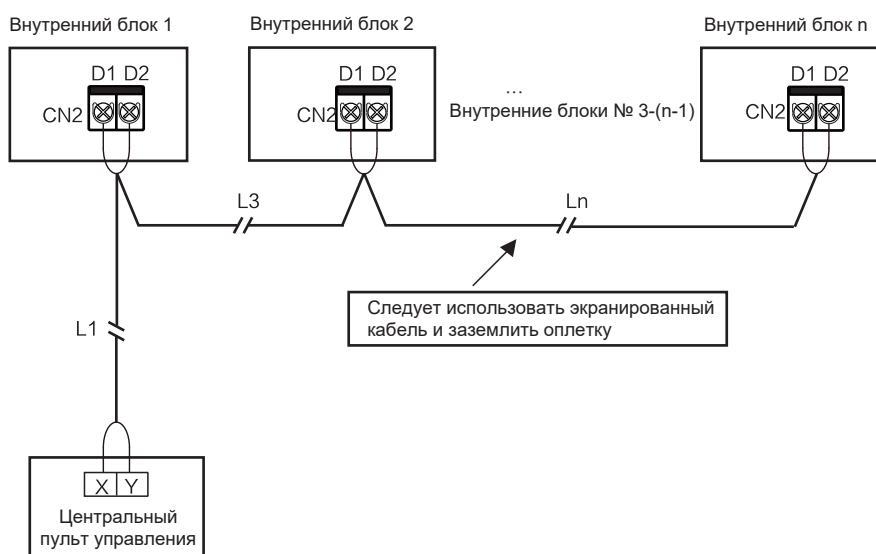 Внутренний блок 1
Внутренний блок 2
Внутренний блок n
D1 D2
CN2
D1 D2
CN2
...
Внутренние блоки № 3-(n-1)
D1 D2
CN2
L3
Ln
Следует использовать экранированный
кабель и заземлить оплетку
L1
X Y
Центральный
пульт управления